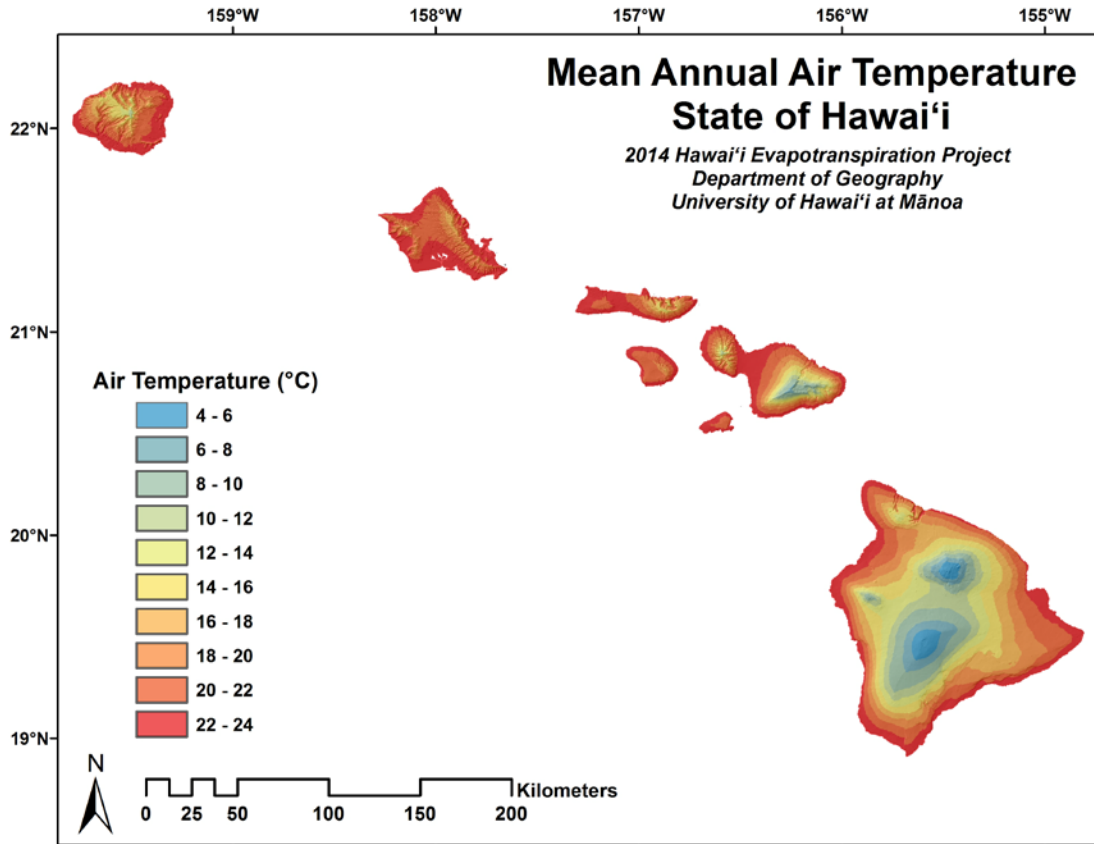 159°W 158°W 157°W 156°W 155°W
Mean Annual Air Temperature
State of Hawaiʻi
2014 Hawaiʻi Evapotranspiration Project
Department of Geography
University of Hawaiʻi at Mānoa
22°N
21°N
20°N
19°N
Air Temperature (°C)
4 - 6
6 - 8
8 - 10
10 - 12
12 - 14
14 - 16
16 - 18
18 - 20
20 - 22
22 - 24
N
Kilometers
0 25 50 100 150 200